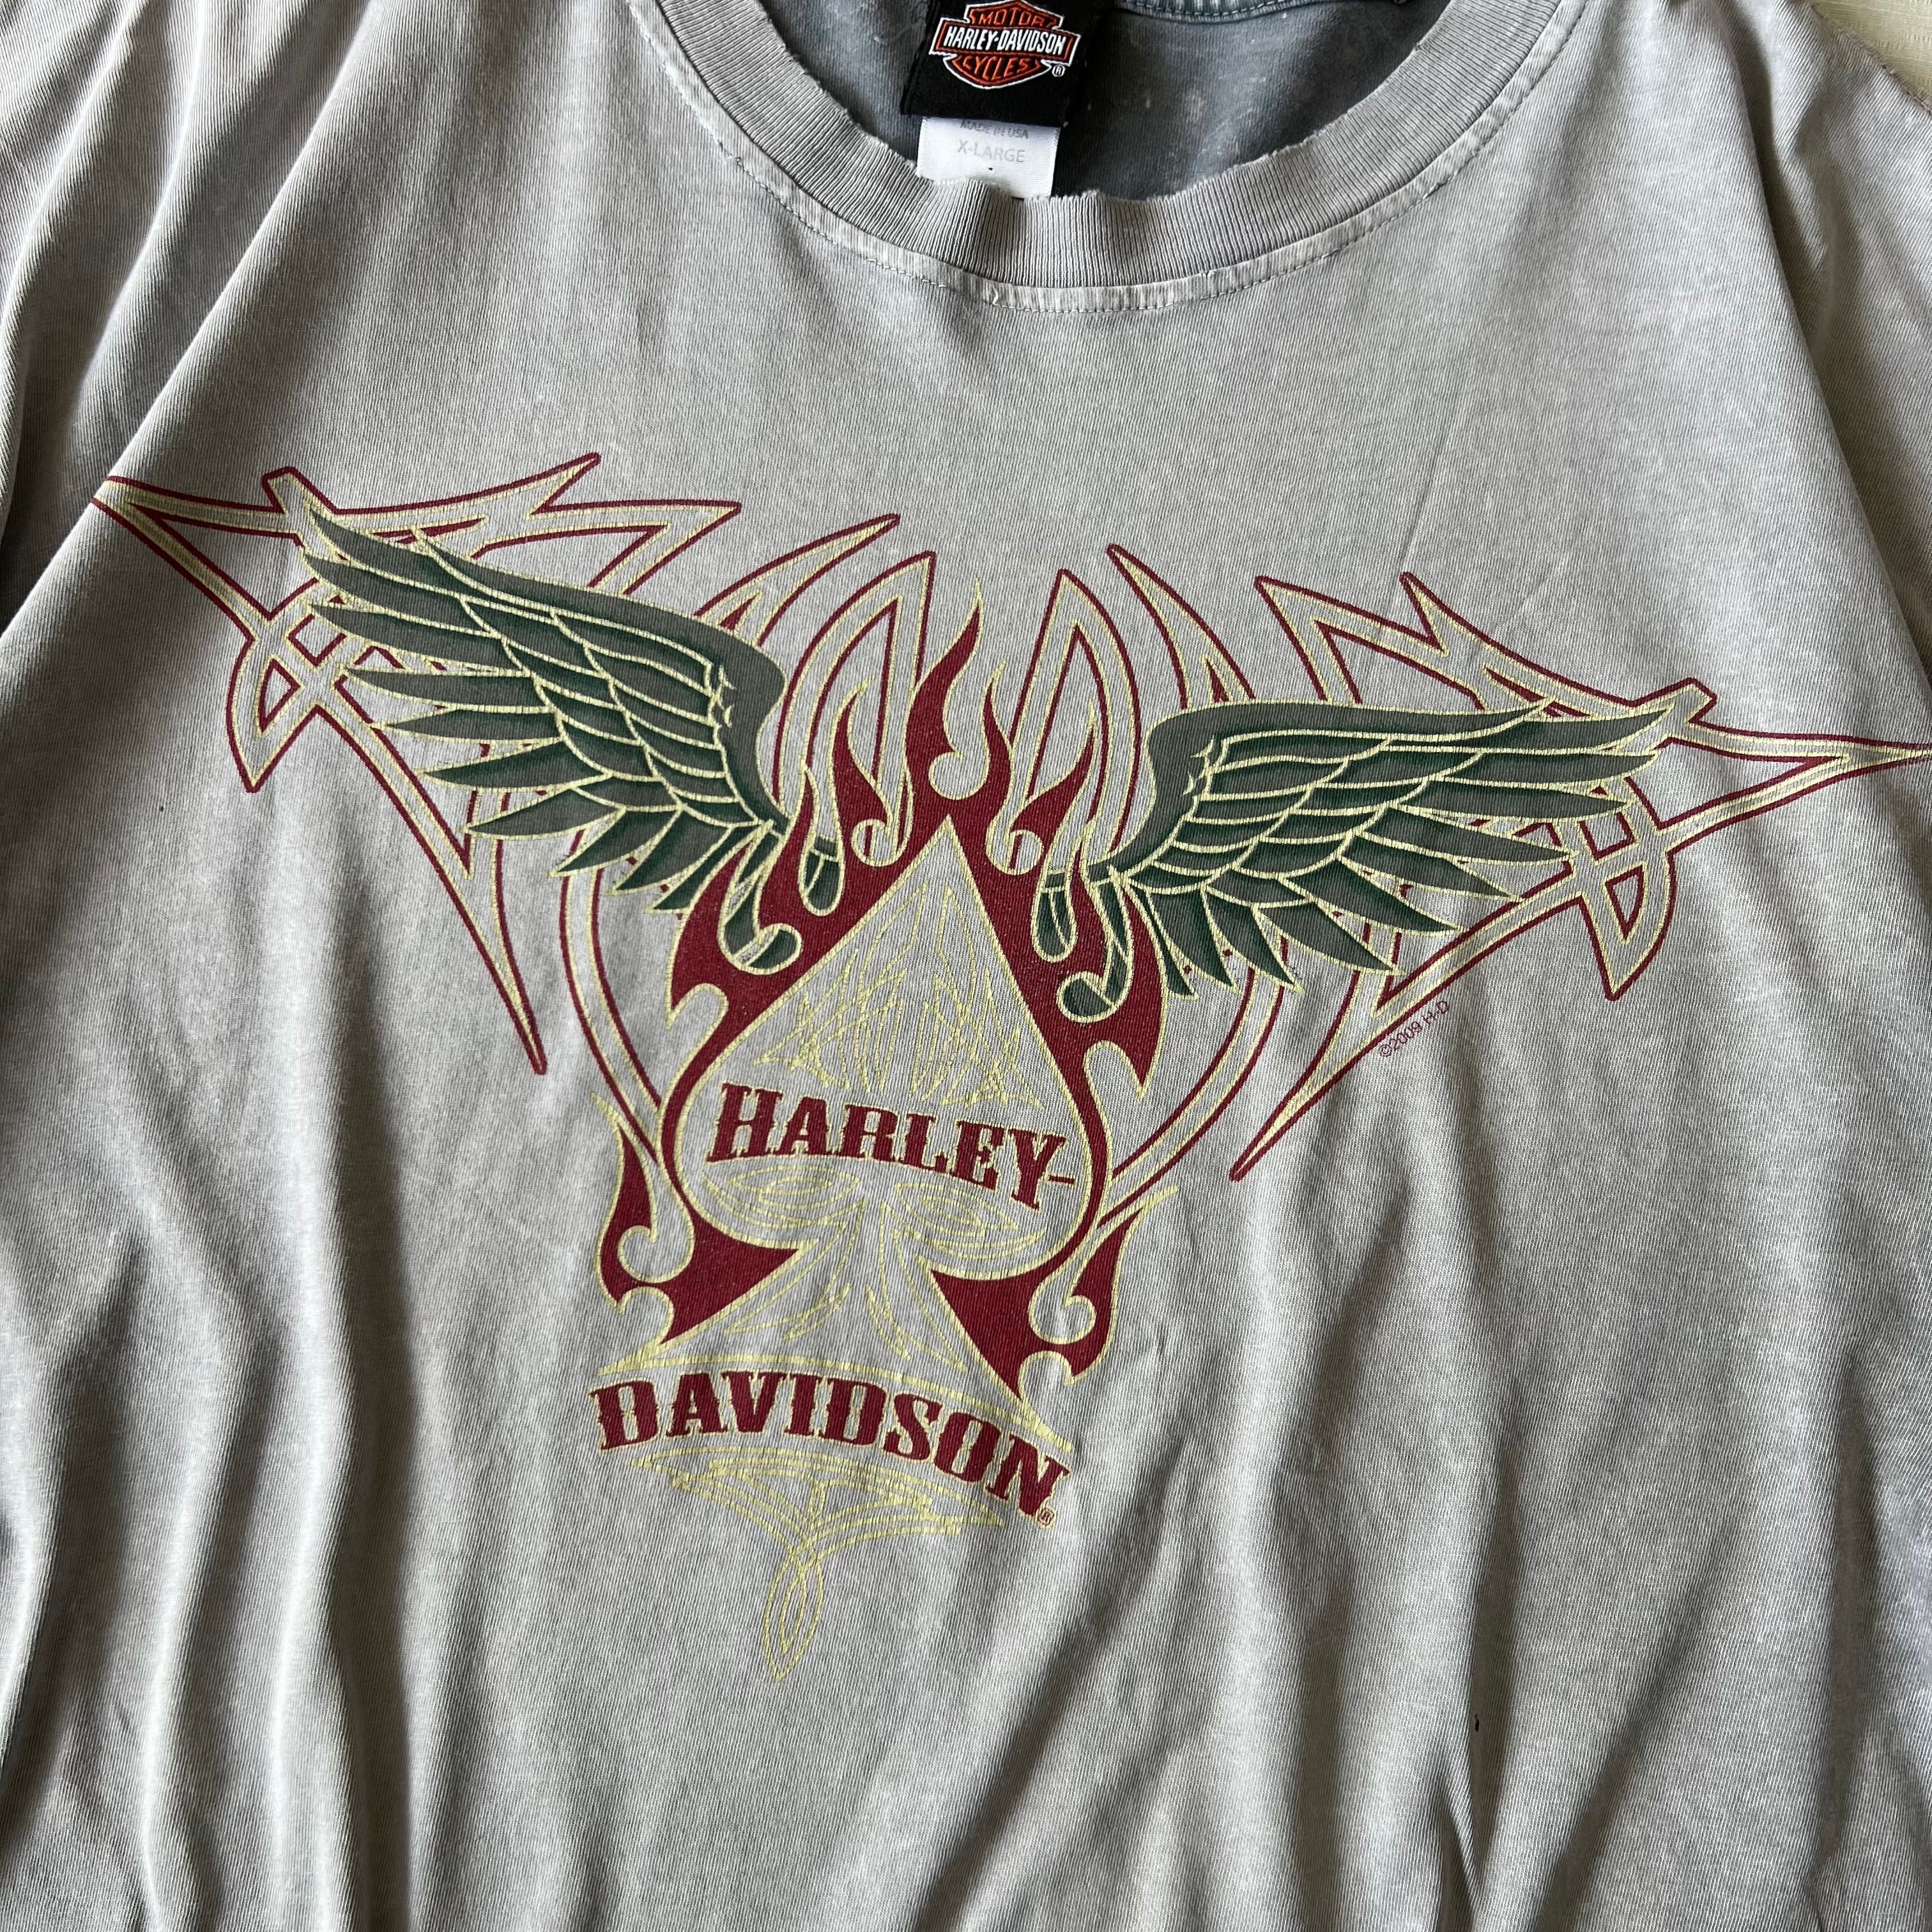 MOTOR
HARLEY-DAVIDSON
CYCLES
®
MADE IN USA
X-LARGE
©2009 H-D
HARLEY-
DAVIDSON
®